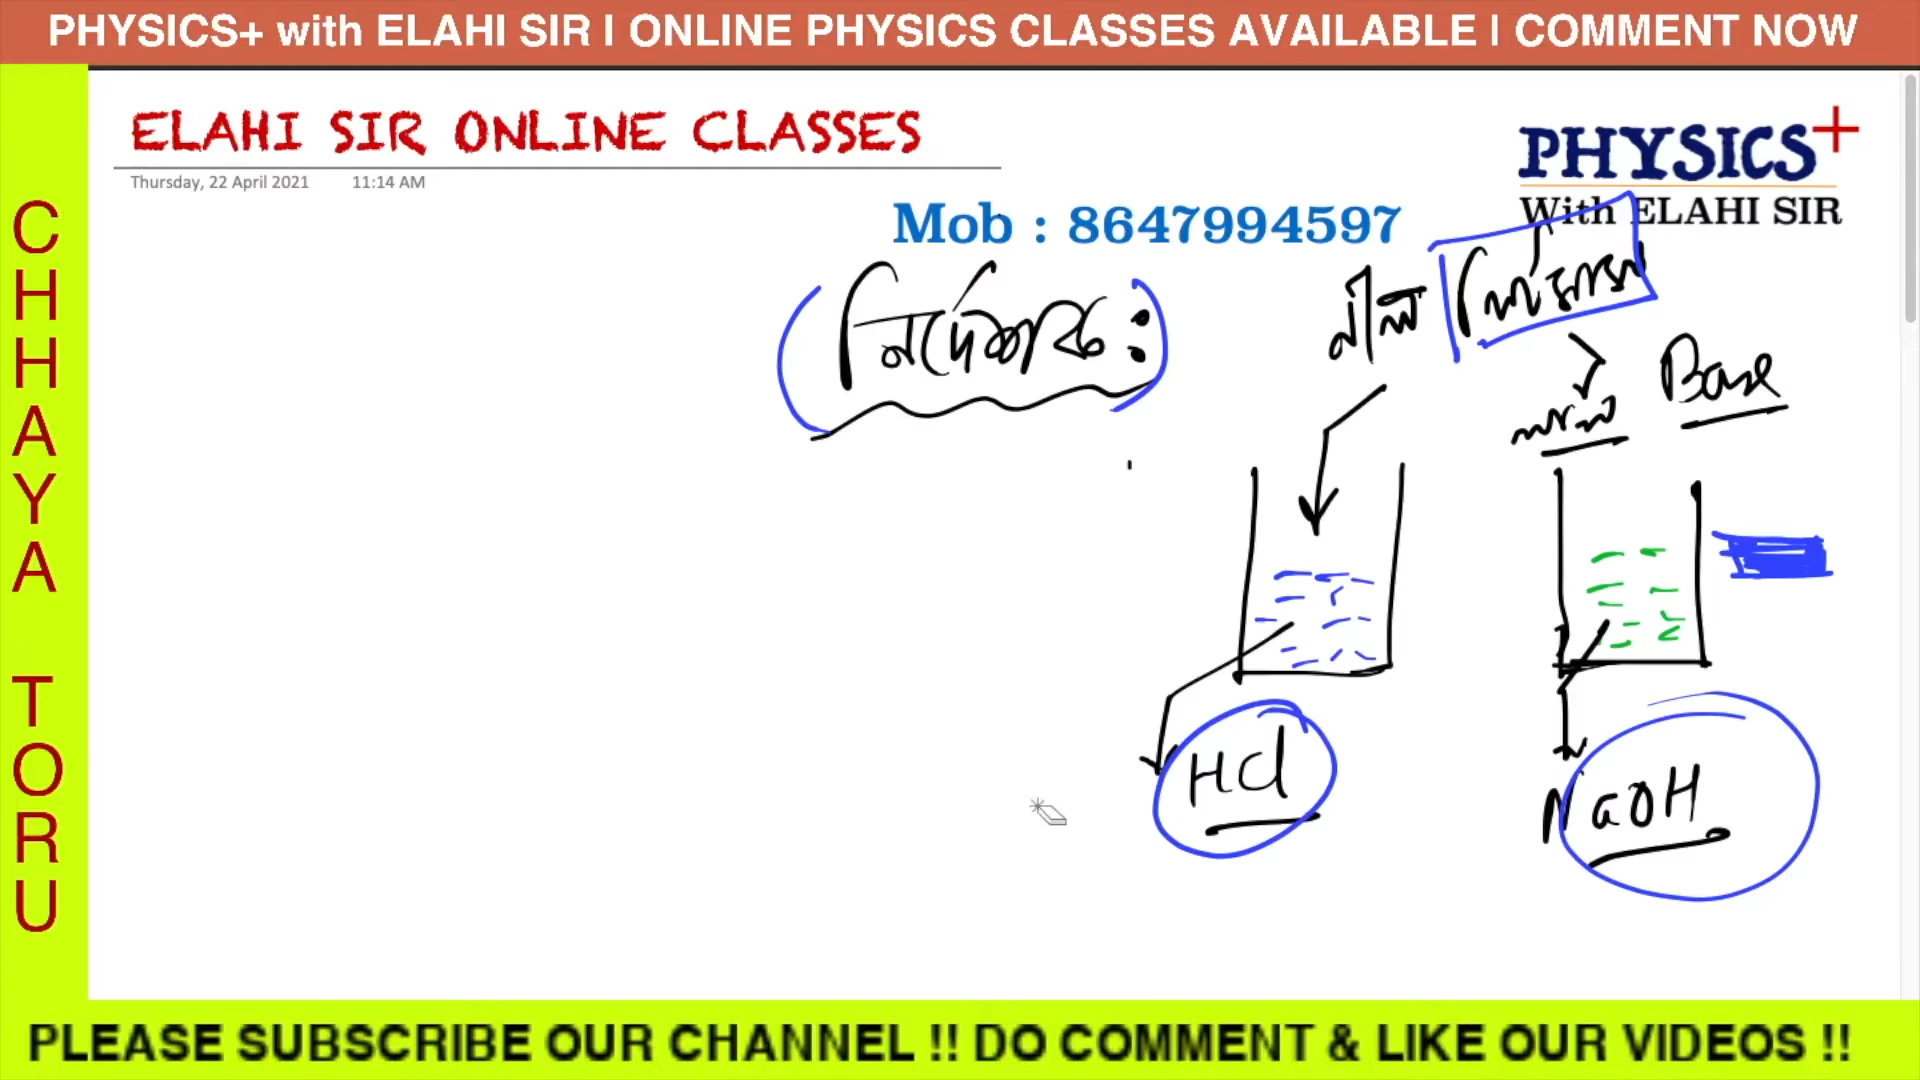 PHYSICS+ with ELAHI SIR I ONLINE PHYSICS CLASSES AVAILABLE I COMMENT NOW
CHHAYA TORU
ELAHI SIR ONLINE CLASSES
Thursday, 22 April 2021 11:14 AM
PHYSICS+
With ELAHI SIR
Mob : 8647994597
নির্দেশক :
নীল লিটমাস
Base
HCl
NaOH
PLEASE SUBSCRIBE OUR CHANNEL !! DO COMMENT & LIKE OUR VIDEOS !!